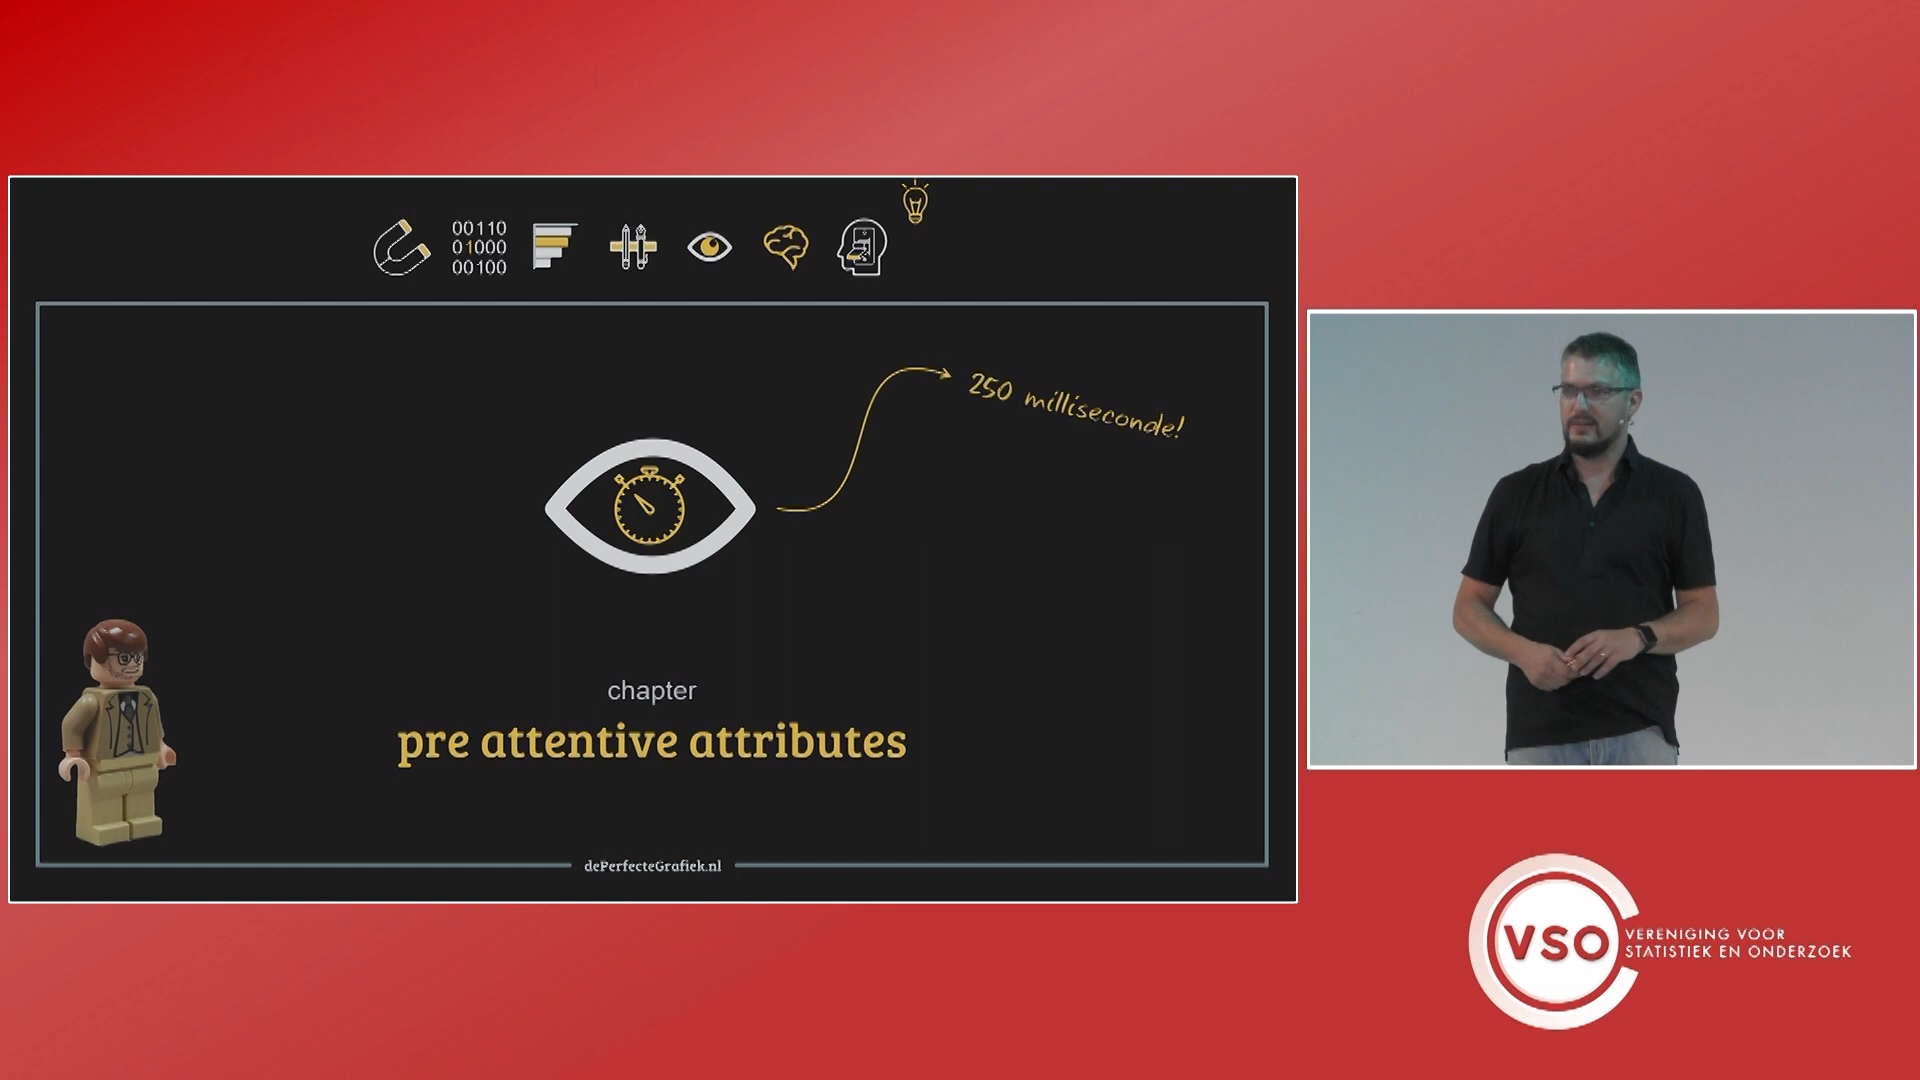 00110
01000
00100
250 milliseconde!
chapter
pre attentive attributes
dePerfecteGrafiek.nl
VSO
VERENIGING VOOR
STATISTIEK EN ONDERZOEK